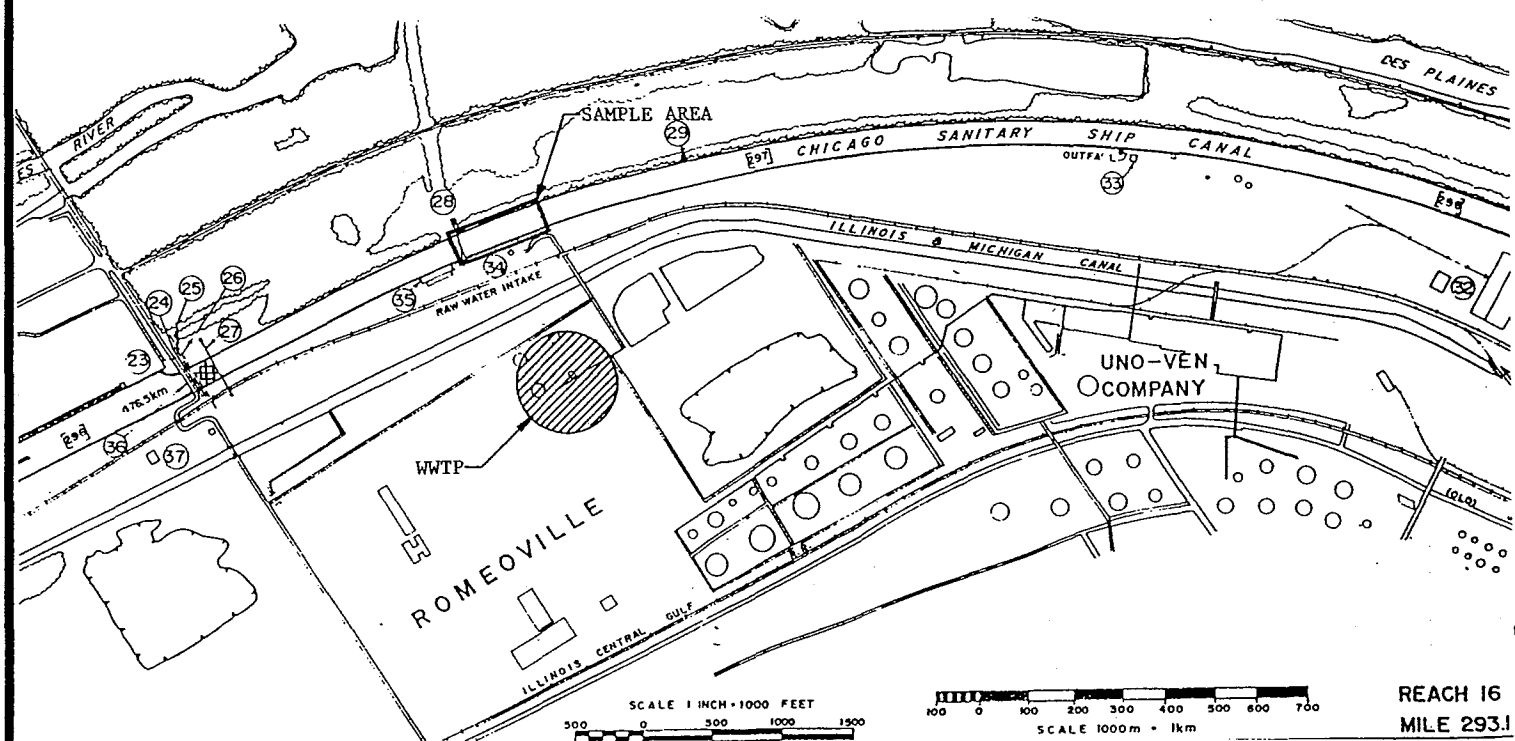 DES PLAINES
RIVER
ES
SAMPLE AREA
29
297
CHICAGO SANITARY SHIP CANAL
33
28
298
ILLINOIS & MICHIGAN CANAL
34
35
RAW WATER INTAKE
32
24
25
26
27
23
UNO-VEN
COMPANY
476.5km
296
36
37
WWTP
ROMEOVILLE
(OLD)
ILLINOIS CENTRAL GULF
SCALE 1 INCH = 1000 FEET
500 0 500 1000 1500
100 0 100 200 300 400 500 600 700
SCALE 1000m = 1km
REACH 16
MILE 293.1